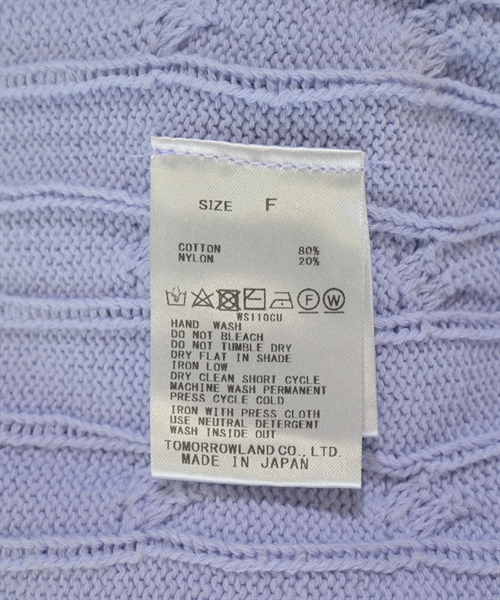 SIZE F
COTTON 80%
NYLON 20%
F W
WS110GU
HAND WASH
DO NOT BLEACH
DO NOT TUMBLE DRY
DRY FLAT IN SHADE
IRON LOW
DRY CLEAN SHORT CYCLE
MACHINE WASH PERMANENT
PRESS CYCLE COLD
IRON WITH PRESS CLOTH
USE NEUTRAL DETERGENT
WASH INSIDE OUT
TOMORROWLAND CO., LTD.
MADE IN JAPAN